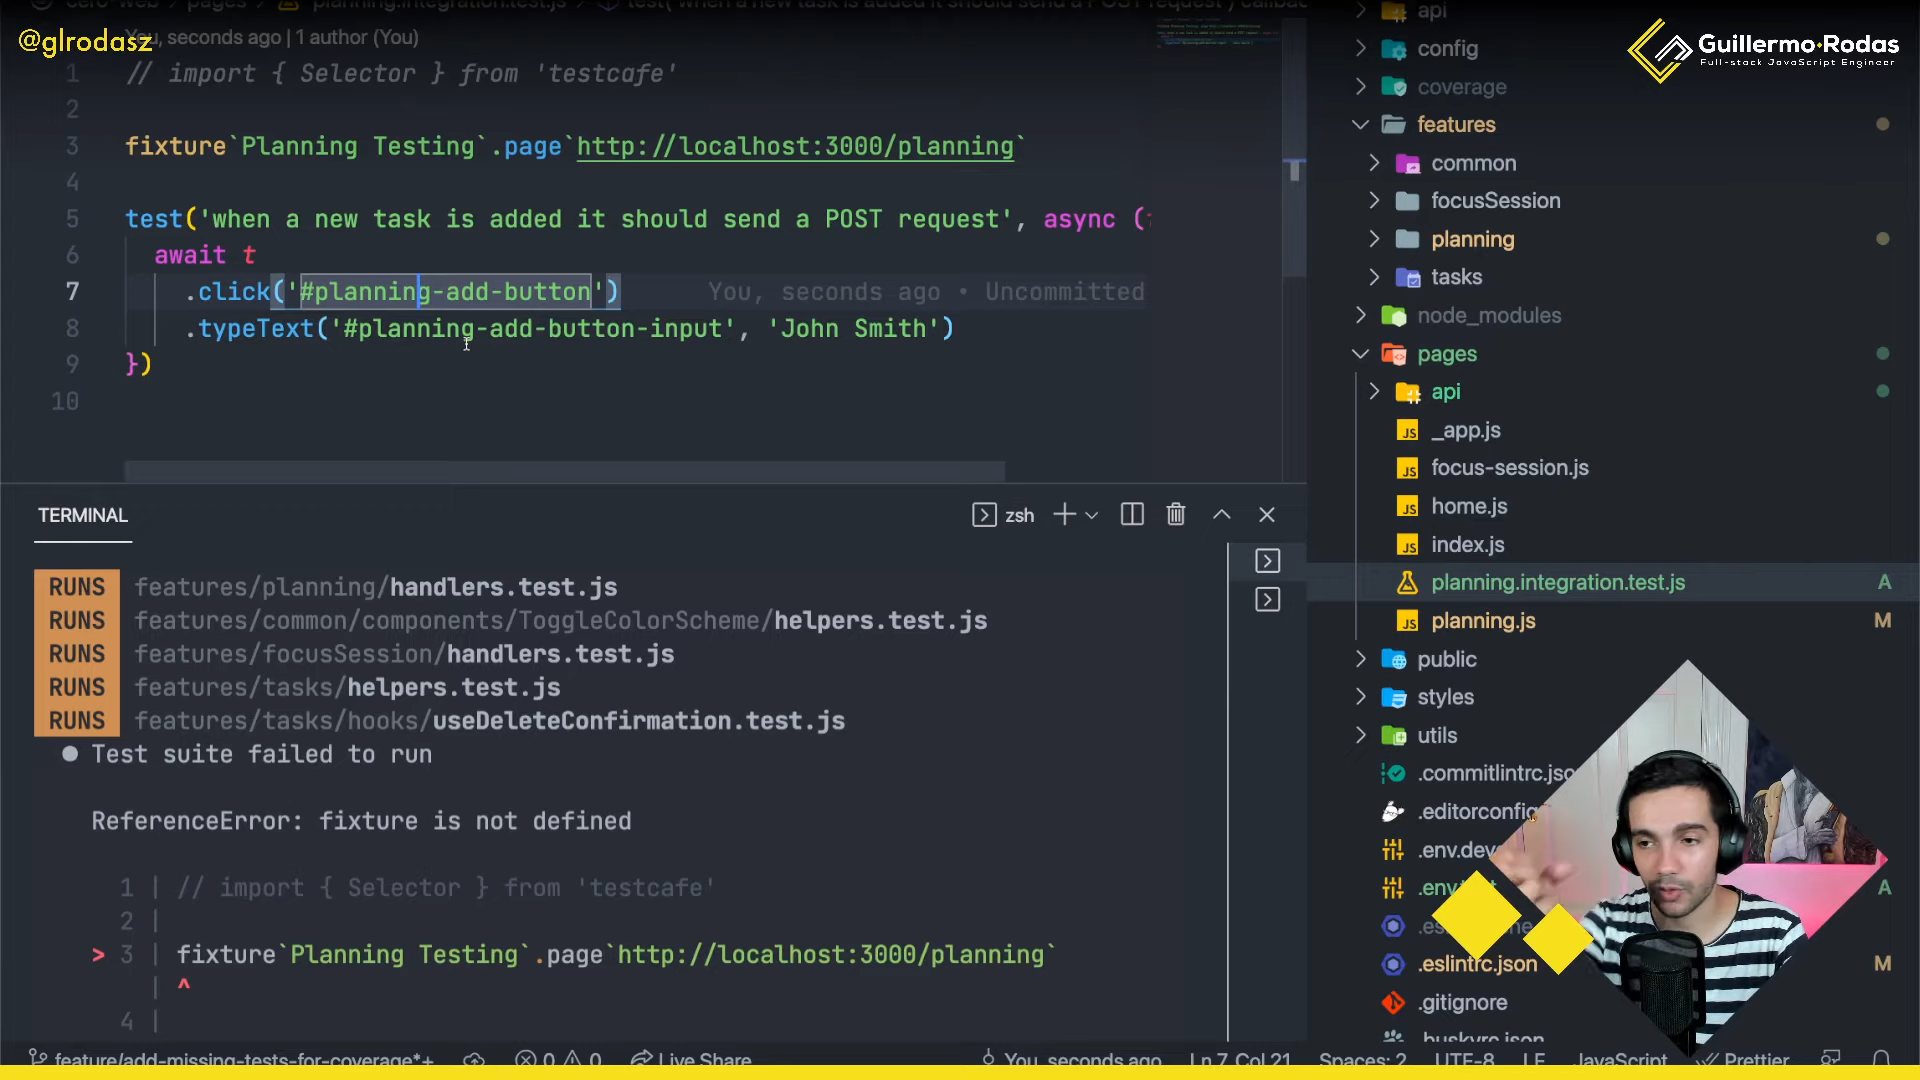 @glrodasz
Guillermo Rodas
Full-stack JavaScript Engineer
You, seconds ago | 1 author (You)
1 // import { Selector } from 'testcafe'
2
3 fixture`Planning Testing`.page`http://localhost:3000/planning`
4
5 test('when a new task is added it should send a POST request', async (
6 await t
7 .click('#planning-add-button') You, seconds ago • Uncommitted
8 .typeText('#planning-add-button-input', 'John Smith')
9 })
10
TERMINAL
zsh
RUNS features/planning/handlers.test.js
RUNS features/common/components/ToggleColorScheme/helpers.test.js
RUNS features/focusSession/handlers.test.js
RUNS features/tasks/helpers.test.js
RUNS features/tasks/hooks/useDeleteConfirmation.test.js
● Test suite failed to run
ReferenceError: fixture is not defined
1 | // import { Selector } from 'testcafe'
2 |
> 3 | fixture`Planning Testing`.page`http://localhost:3000/planning`
| ^
4 |
feature/add-missing-tests-for-coverage*+ 0 0 Live Share You, seconds ago Ln 7, Col 21 Spaces: 2 UTF-8 LF JavaScript Prettier
api
config
coverage
features
common
focusSession
planning
tasks
node_modules
pages
api
_app.js
focus-session.js
home.js
index.js
planning.integration.test.js A
planning.js M
public
styles
utils
.commitlintrc.jso
.editorconfig
.env.dev
.env A
.eslintrc.json M
.gitignore
.huskyrc.json